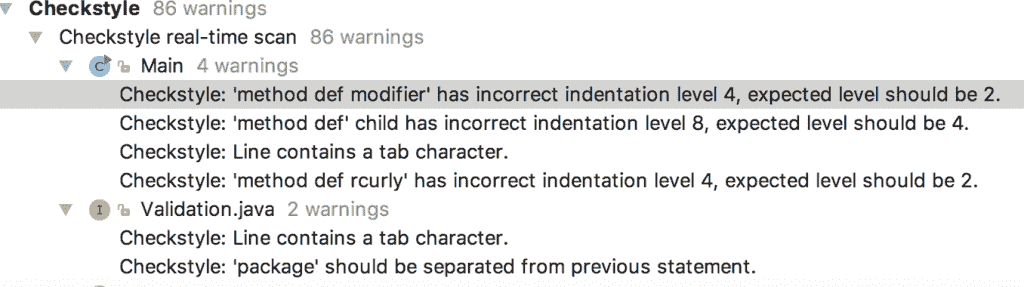 Checkstyle 86 warnings
Checkstyle real-time scan 86 warnings
C Main 4 warnings
Checkstyle: 'method def modifier' has incorrect indentation level 4, expected level should be 2.
Checkstyle: 'method def' child has incorrect indentation level 8, expected level should be 4.
Checkstyle: Line contains a tab character.
Checkstyle: 'method def rcurly' has incorrect indentation level 4, expected level should be 2.
I Validation.java 2 warnings
Checkstyle: Line contains a tab character.
Checkstyle: 'package' should be separated from previous statement.